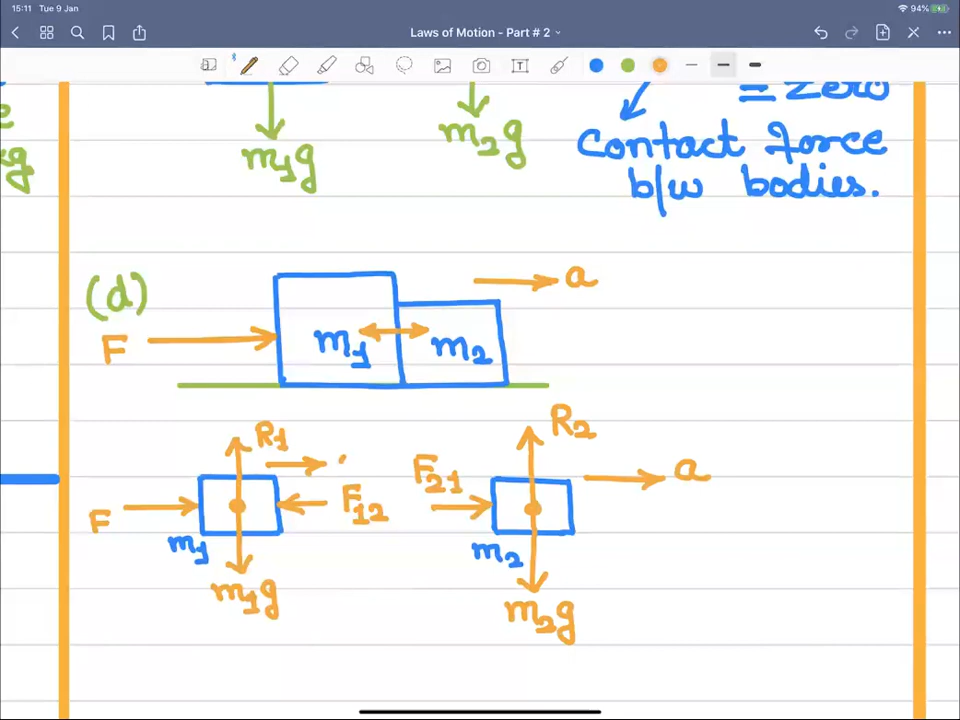 15:11 Tue 9 Jan
94%
Laws of Motion - Part # 2
= Zero
Contact force
b/w bodies.
m₁g
m₂g
(d)
a
F
m₁
m₂
R₁
R₂
F
F₁₂
F₂₁
a
m₁
m₂
m₁g
m₂g